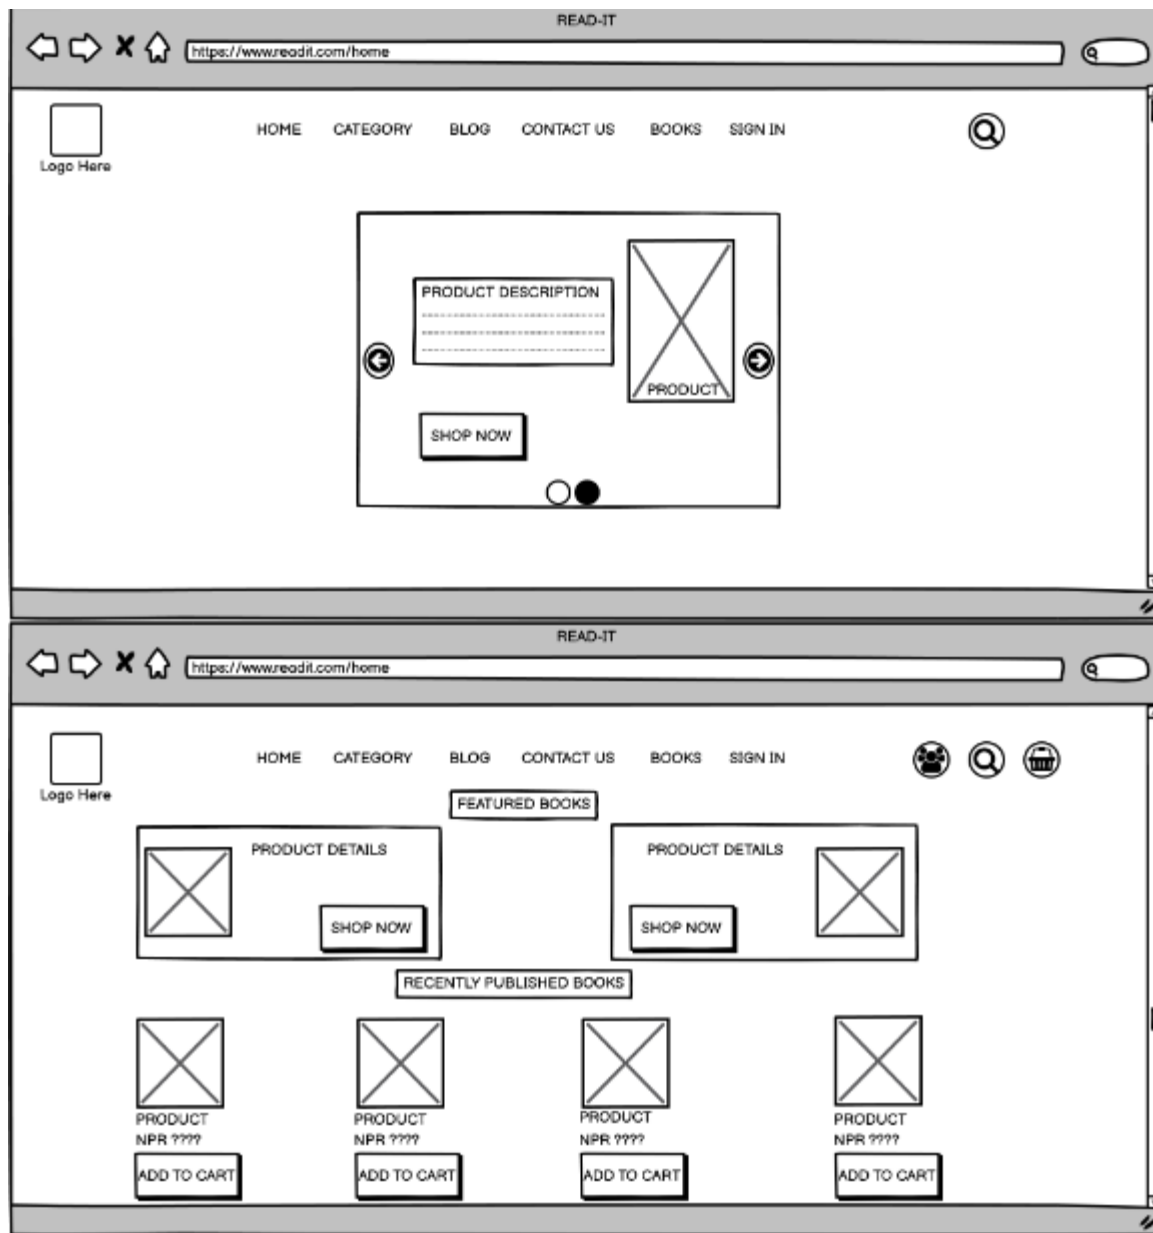 READ-IT
https://www.readit.com/home
HOME CATEGORY BLOG CONTACT US BOOKS SIGN IN
Logo Here
PRODUCT DESCRIPTION
PRODUCT
SHOP NOW
READ-IT
https://www.readit.com/home
HOME CATEGORY BLOG CONTACT US BOOKS SIGN IN
Logo Here
FEATURED BOOKS
PRODUCT DETAILS PRODUCT DETAILS
SHOP NOW SHOP NOW
RECENTLY PUBLISHED BOOKS
PRODUCT PRODUCT PRODUCT PRODUCT
NPR ???? NPR ???? NPR ???? NPR ????
ADD TO CART ADD TO CART ADD TO CART ADD TO CART